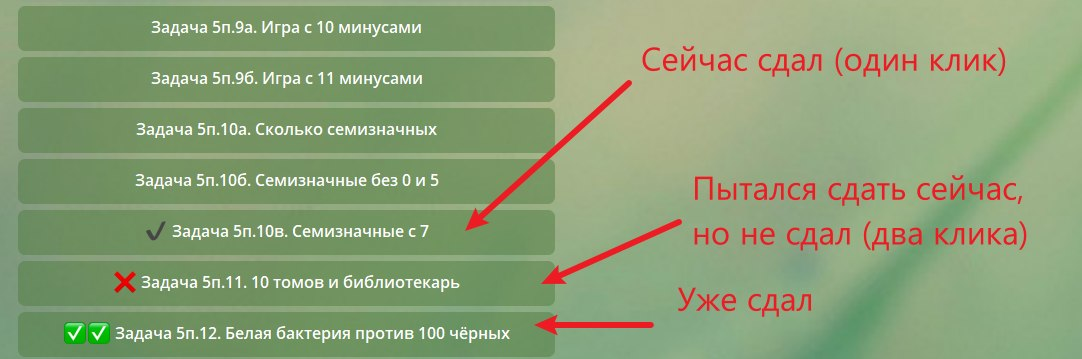 Задача 5п.9а. Игра с 10 минусами
Задача 5п.9б. Игра с 11 минусами
Задача 5п.10а. Сколько семизначных
Задача 5п.10б. Семизначные без 0 и 5
✔ Задача 5п.10в. Семизначные с 7
❌ Задача 5п.11. 10 томов и библиотекарь
✅✅ Задача 5п.12. Белая бактерия против 100 чёрных
Сейчас сдал (один клик)
Пытался сдать сейчас,
но не сдал (два клика)
Уже сдал